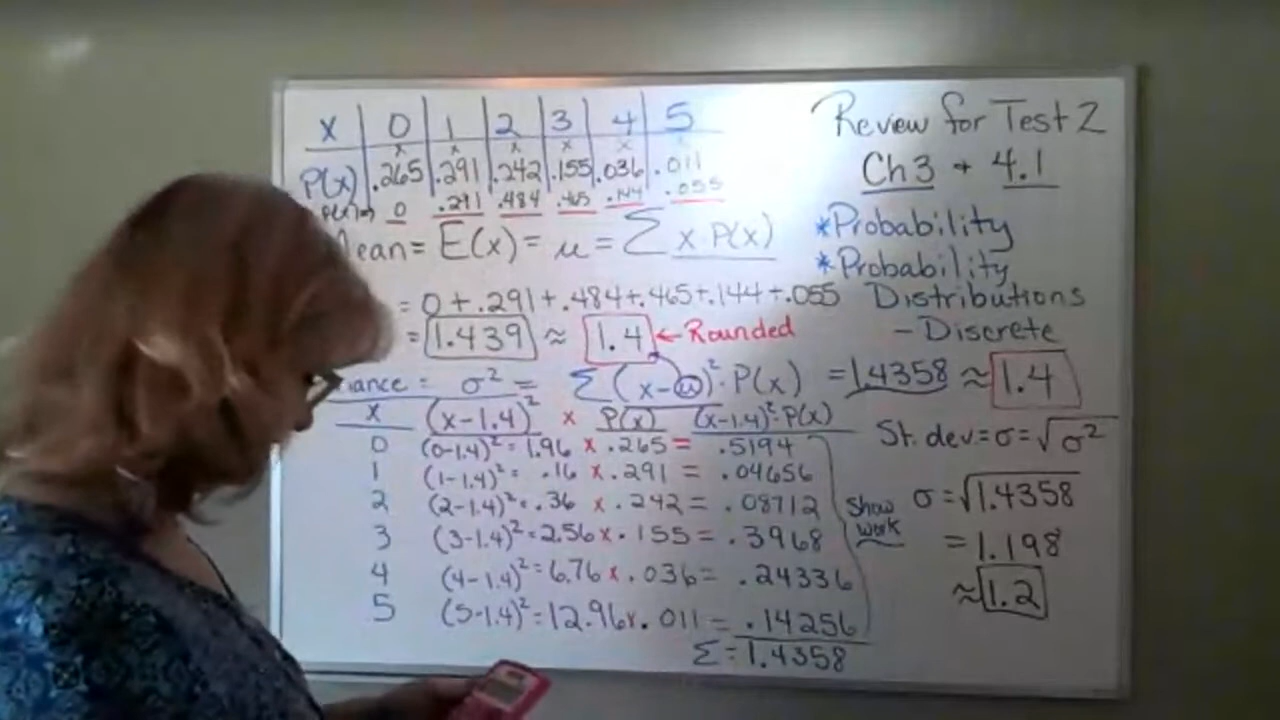 x 0 1 2 3 4 5
x x x x x
P(x) .265 .291 .242 .155 .036 .011
0 .291 .484 .465 .144 .055
Mean = E(x) = μ = Σ x·P(x)
= 0 + .291 + .484 + .465 + .144 + .055
= 1.439 ≈ 1.4 ← Rounded
iance = σ² = Σ (x-μ)²·P(x) = 1.4358 ≈ 1.4
x (x-1.4)² x P(x) (x-1.4)²·P(x)
0 (0-1.4)² = 1.96 x .265 = .5194
1 (1-1.4)² = .16 x .291 = .04656
2 (2-1.4)² = .36 x .242 = .08712
3 (3-1.4)² = 2.56 x .155 = .3968
4 (4-1.4)² = 6.76 x .036 = .24336
5 (5-1.4)² = 12.96 x .011 = .14256
Σ = 1.4358
Show
work
Review for Test 2
Ch 3 + 4.1
*Probability
*Probability
Distributions
- Discrete
St. dev = σ = √σ²
σ = √1.4358
= 1.198
≈ 1.2